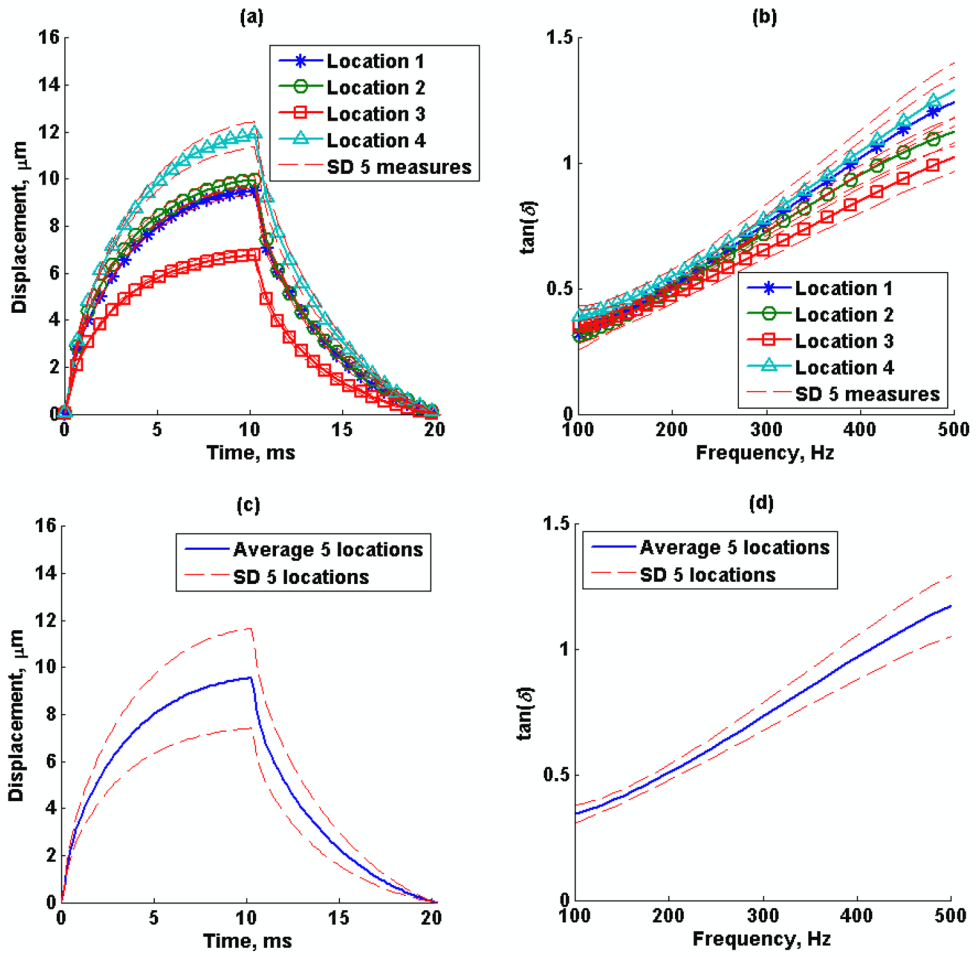 (a)
16
14
12
10
8
6
4
2
0
Displacement, μm
0 5 10 15 20
Time, ms
Location 1
Location 2
Location 3
Location 4
SD 5 measures
(b)
1.5
1
0.5
0
tan(δ)
100 200 300 400 500
Frequency, Hz
Location 1
Location 2
Location 3
Location 4
SD 5 measures
(c)
16
14
12
10
8
6
4
2
0
Displacement, μm
0 5 10 15 20
Time, ms
Average 5 locations
SD 5 locations
(d)
1.5
1
0.5
0
tan(δ)
100 200 300 400 500
Frequency, Hz
Average 5 locations
SD 5 locations